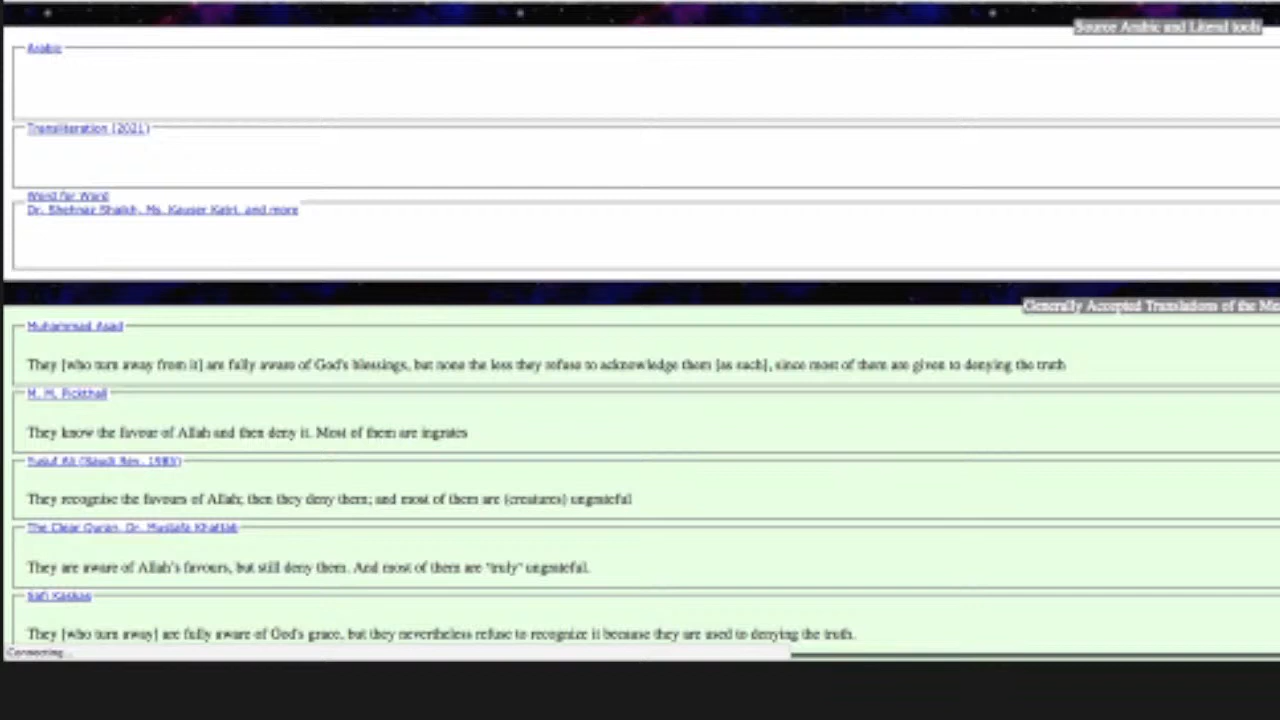 Source Arabic and Literal tools
Arabic
Transliteration (2021)
Word for Word
Dr. Shehnaz Shaikh, Ms. Kauser Katri, and more
Generally Accepted Translations of the Me
Muhammad Asad
They [who turn away from it] are fully aware of God's blessings, but none the less they refuse to acknowledge them [as such], since most of them are given to denying the truth
M. M. Pickthall
They know the favour of Allah and then deny it. Most of them are ingrates
Yusuf Ali (Saudi Rev. 1985)
They recognise the favours of Allah; then they deny them; and most of them are (creatures) ungrateful
The Clear Quran, Dr. Mustafa Khattab
They are aware of Allah's favours, but still deny them. And most of them are "truly" ungrateful.
Safi Kaskas
They [who turn away] are fully aware of God's grace, but they nevertheless refuse to recognize it because they are used to denying the truth.
Connecting...